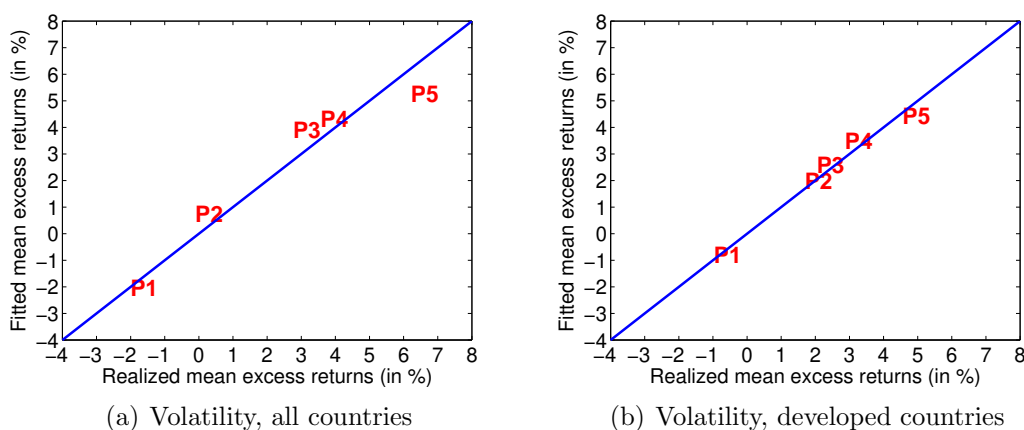 8
7
6
5
4
3
2
1
0
−1
−2
−3
−4
−4 −3 −2 −1 0 1 2 3 4 5 6 7 8
Fitted mean excess returns (in %)
Realized mean excess returns (in %)
P1
P2
P3
P4
P5
(a) Volatility, all countries
8
7
6
5
4
3
2
1
0
−1
−2
−3
−4
−4 −3 −2 −1 0 1 2 3 4 5 6 7 8
Fitted mean excess returns (in %)
Realized mean excess returns (in %)
P1
P2
P3
P4
P5
(b) Volatility, developed countries